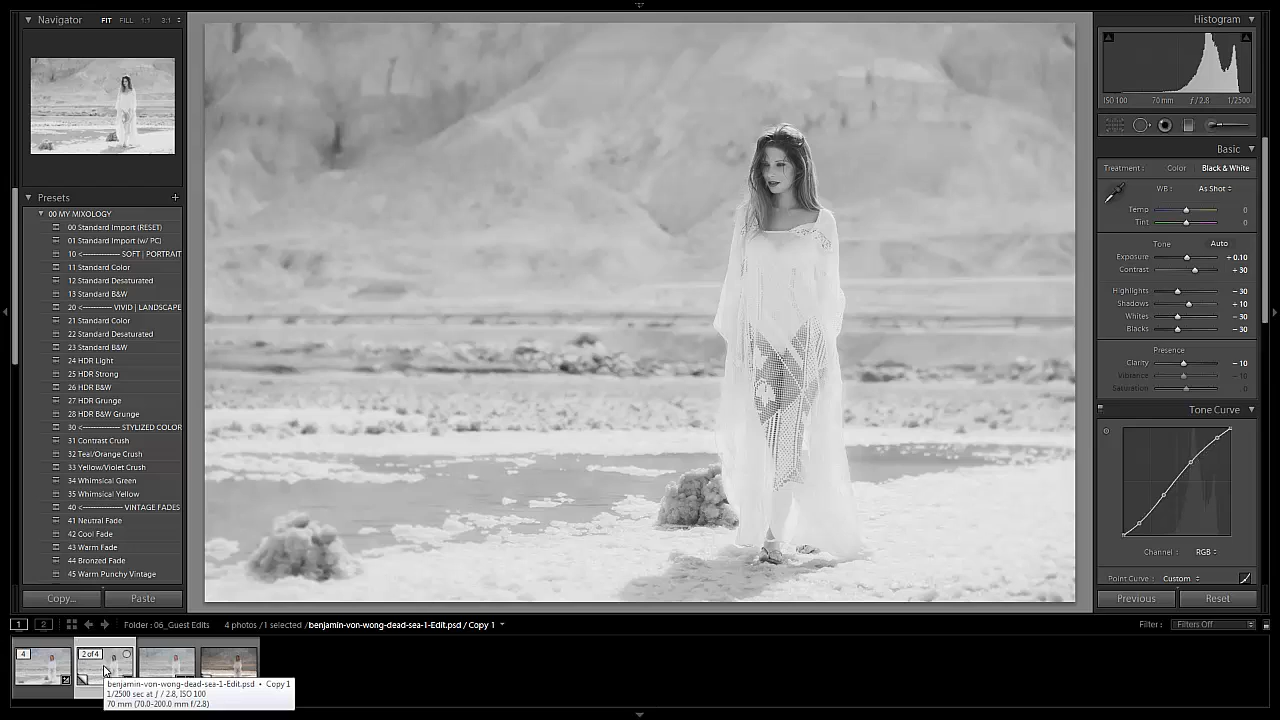 Navigator
FIT FILL 1:1 3:1
Presets +
00 MY MIXOLOGY
00 Standard Import (RESET)
01 Standard Import (w/ PC)
10 <------------- SOFT | PORTRAIT
11 Standard Color
12 Standard Desaturated
13 Standard B&W
20 <------------ VIVID | LANDSCAPE
21 Standard Color
22 Standard Desaturated
23 Standard B&W
24 HDR Light
25 HDR Strong
26 HDR B&W
27 HDR Grunge
28 HDR B&W Grunge
30 <------------- STYLIZED COLOR
31 Contrast Crush
32 Teal/Orange Crush
33 Yellow/Violet Crush
34 Whimsical Green
35 Whimsical Yellow
40 <------------- VINTAGE FADES
41 Neutral Fade
42 Cool Fade
43 Warm Fade
44 Bronzed Fade
45 Warm Punchy Vintage
Copy... Paste
Histogram
ISO 100 70 mm ƒ / 2.8 1/2500
Basic
Treatment : Color Black & White
WB : As Shot
Temp 0
Tint 0
Tone Auto
Exposure + 0.10
Contrast + 30
Highlights − 30
Shadows + 10
Whites − 30
Blacks − 30
Presence
Clarity − 10
Vibrance − 10
Saturation 0
Tone Curve
Channel : RGB
Point Curve : Custom
Previous Reset
1 2 Folder : 06_Guest Edits 4 photos / 1 selected / benjamin-von-wong-dead-sea-1-Edit.psd / Copy 1 Filter : Filters Off
4 2 of 4
benjamin-von-wong-dead-sea-1-Edit.psd • Copy 1
1/2500 sec at ƒ / 2.8, ISO 100
70 mm (70.0-200.0 mm f/2.8)